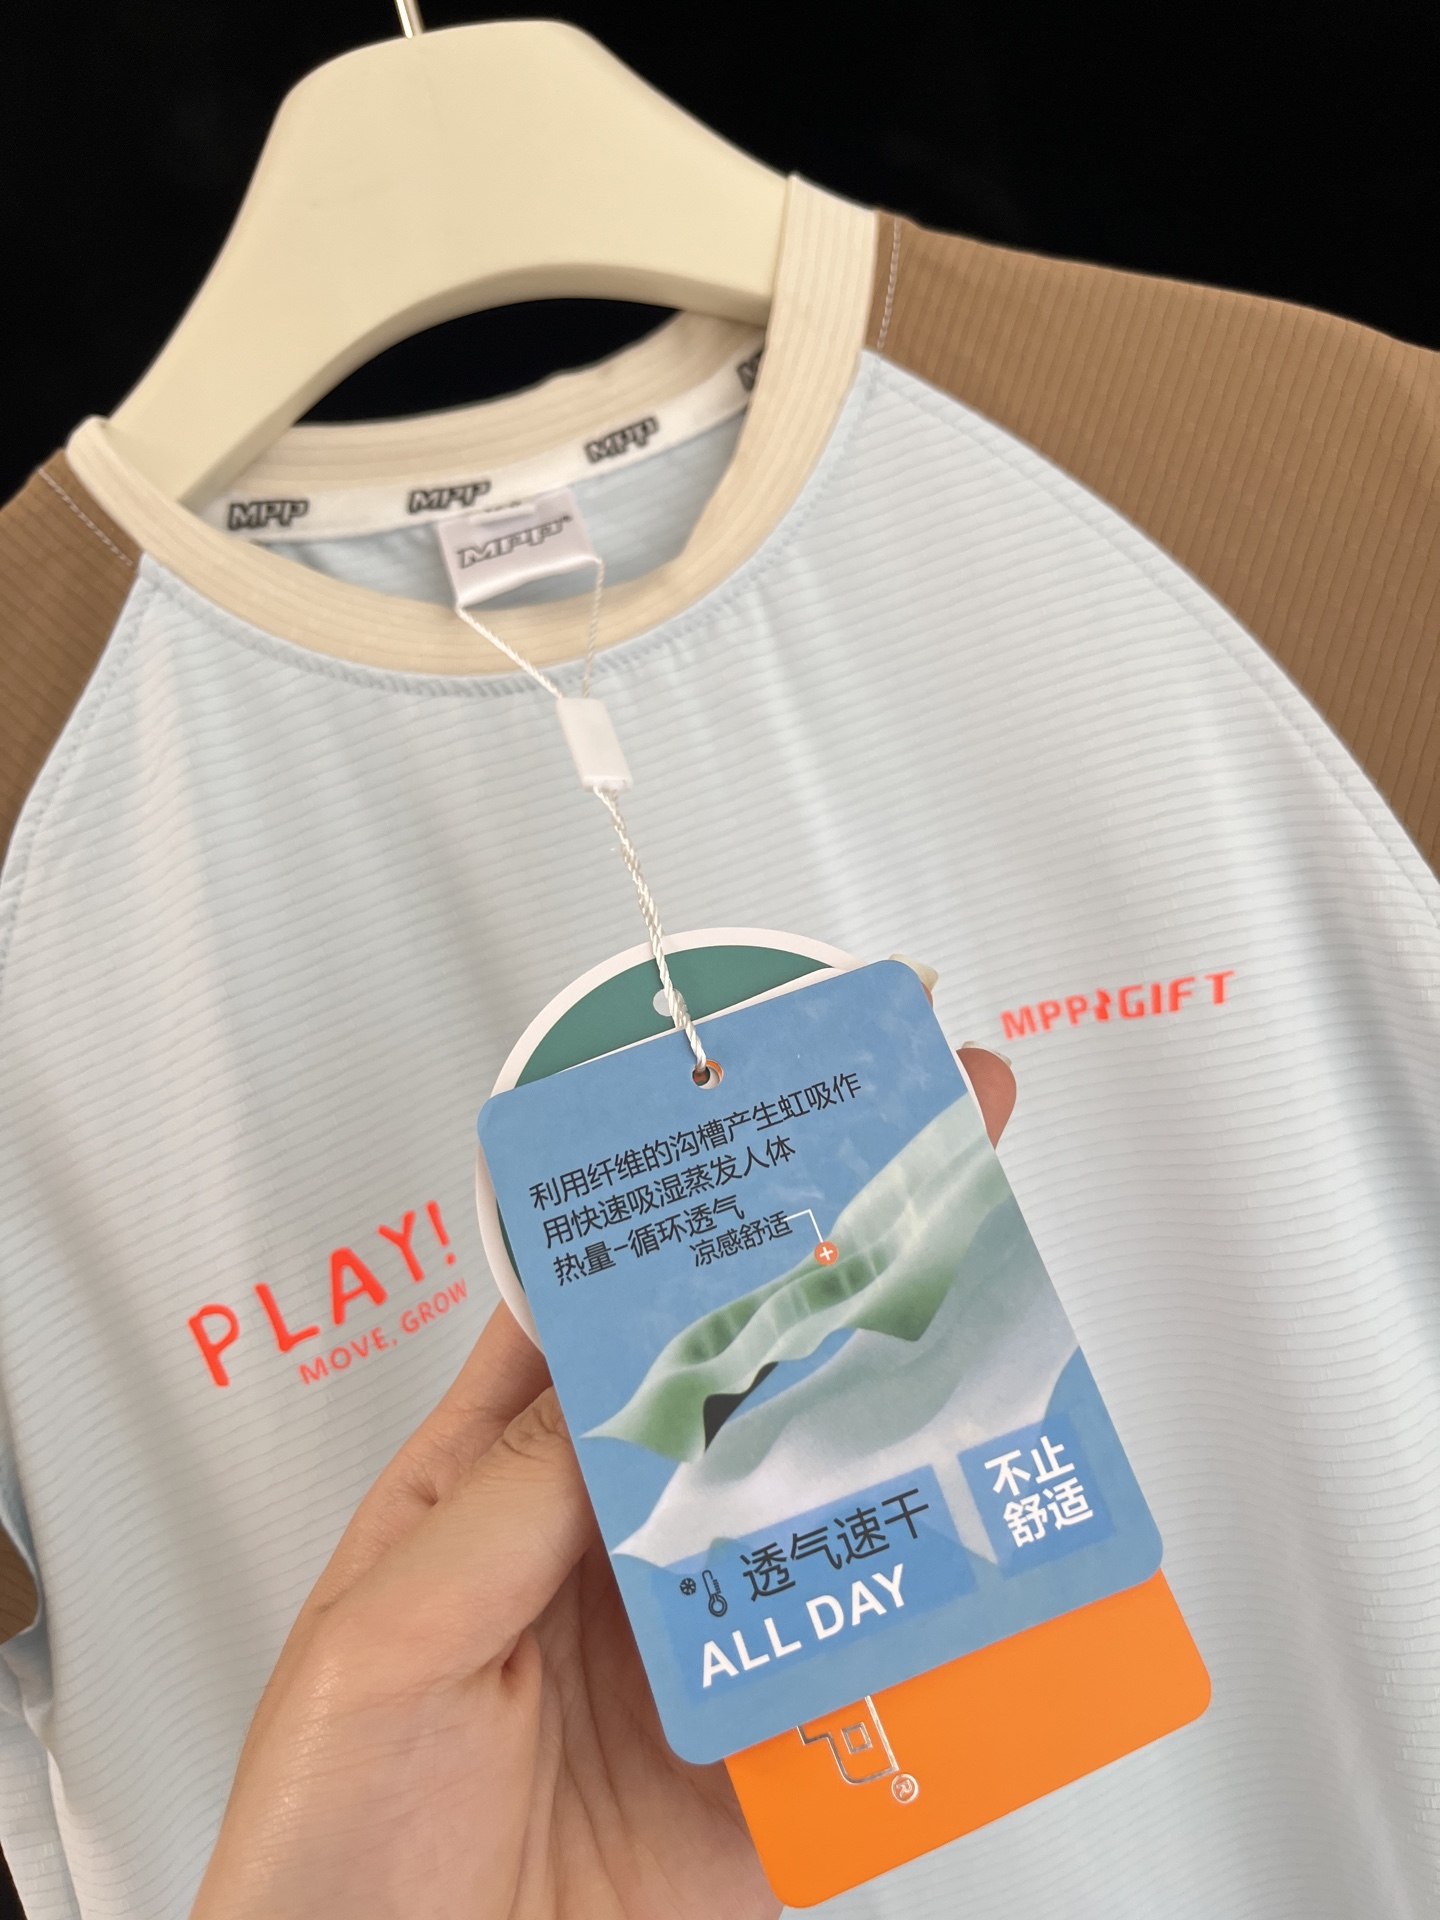 MPP
MPP
MPP
MPP
MPP GIFT
PLAY!
MOVE, GROW
利用纤维的沟槽产生虹吸作
用快速吸湿蒸发人体
热量-循环透气
凉感舒适
不止
舒适
透气速干
ALL DAY
®